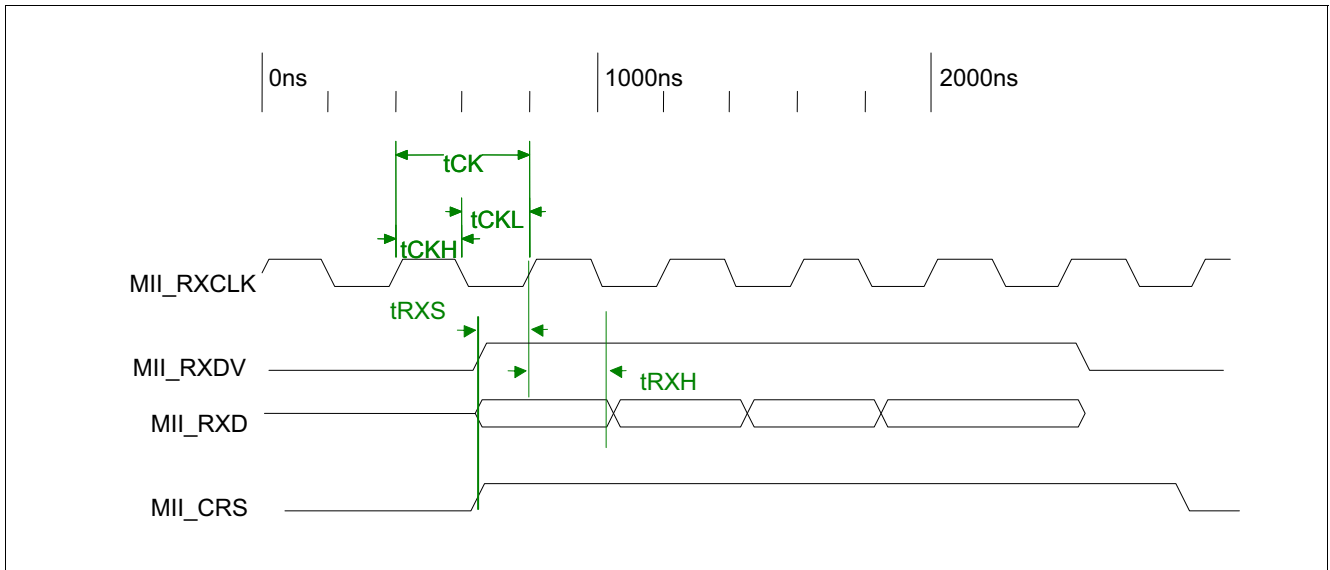 0ns
1000ns
2000ns
tCK
tCKL
tCKH
MII_RXCLK
tRXS
MII_RXDV
tRXH
MII_RXD
MII_CRS